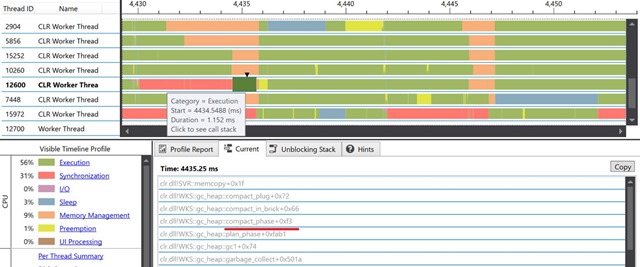 Thread ID Name 4,430 4,435 4,440 4,445 4,450
2904 CLR Worker Thread
5856 CLR Worker Thread
15252 CLR Worker Thread
10260 CLR Worker Thread
12600 CLR Worker Threa
7448 CLR Worker Thread
15972 CLR Worker Thread
12700 Worker Thread
Category = Execution
Start = 4434.5488 (ms)
Duration = 1.152 ms
Click to see call stack
Visible Timeline Profile
CPU
56% Execution
31% Synchronization
0% I/O
3% Sleep
9% Memory Management
1% Preemption
0% UI Processing
Per Thread Summary
Profile Report Current Unblocking Stack Hints
Time: 4435.25 ms
Copy
clr.dll!SVR::memcopy+0x1f
clr.dll!WKS::gc_heap::compact_plug+0x72
clr.dll!WKS::gc_heap::compact_in_brick+0x66
clr.dll!WKS::gc_heap::compact_phase+0xf3
clr.dll!WKS::gc_heap::plan_phase+0xfab1
clr.dll!WKS::gc_heap::gc1+0x74
clr.dll!WKS::gc_heap::garbage_collect+0x501a